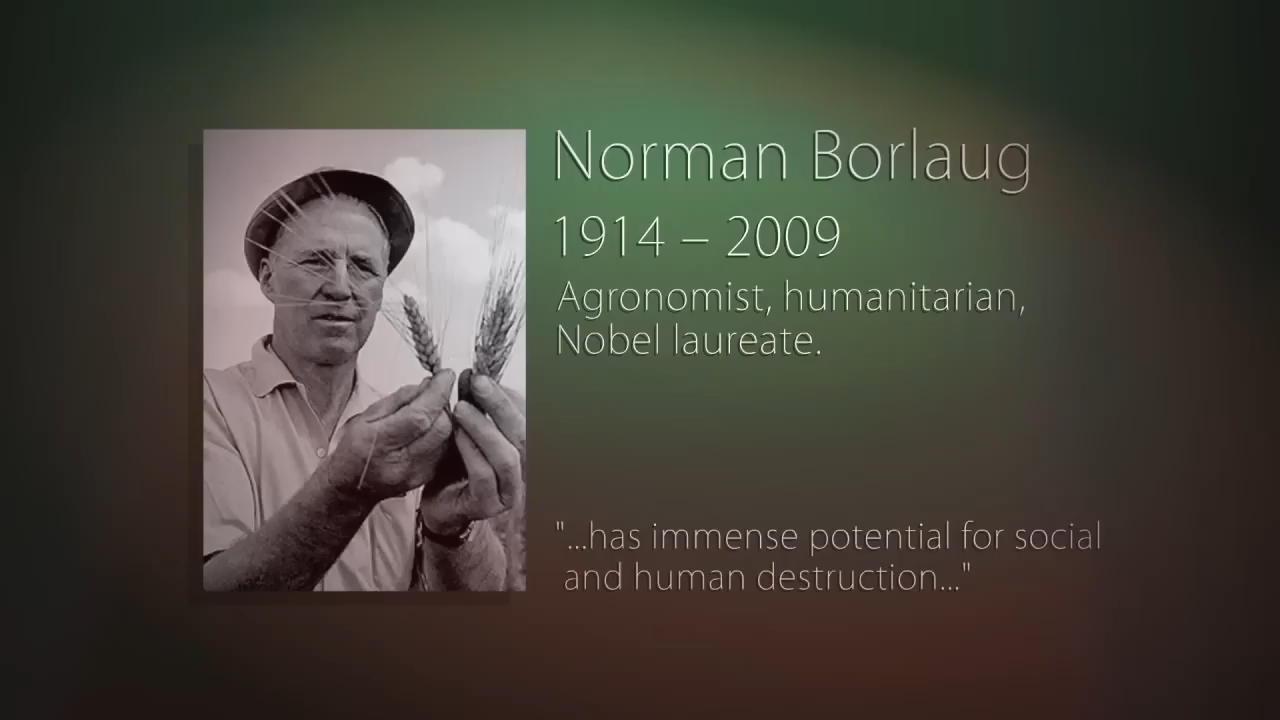 Norman Borlaug
1914 – 2009
Agronomist, humanitarian,
Nobel laureate.
"...has immense potential for social
and human destruction..."